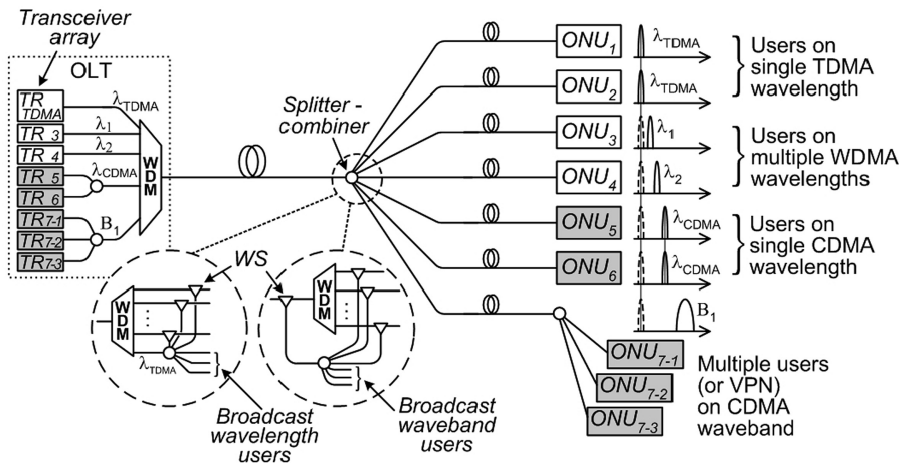 Transceiver
array
OLT
TR
TDMA
λTDMA
TR 3
λ1
TR 4
λ2
TR 5
λCDMA
TR 6
TR7-1
B1
TR7-2
TR7-3
WDM
Splitter -
combiner
ONU1
λTDMA
ONU2
λTDMA
Users on
single TDMA
wavelength
ONU3
λ1
ONU4
λ2
Users on
multiple WDMA
wavelengths
ONU5
λCDMA
ONU6
λCDMA
Users on
single CDMA
wavelength
B1
ONU7-1
ONU7-2
ONU7-3
Multiple users
(or VPN)
on CDMA
waveband
WS
WDM
λTDMA
Broadcast
wavelength
users
WDM
Broadcast
waveband
users